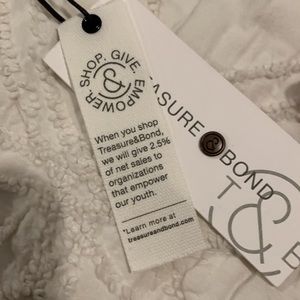 SHOP. GIVE. EMPOWER.
&
When you shop
Treasure&Bond,
we will give 2.5%
of net sales to
organizations
that empower
our youth.
*Learn more at
treasureandbond.com
EASURE & BOND
&
T & B